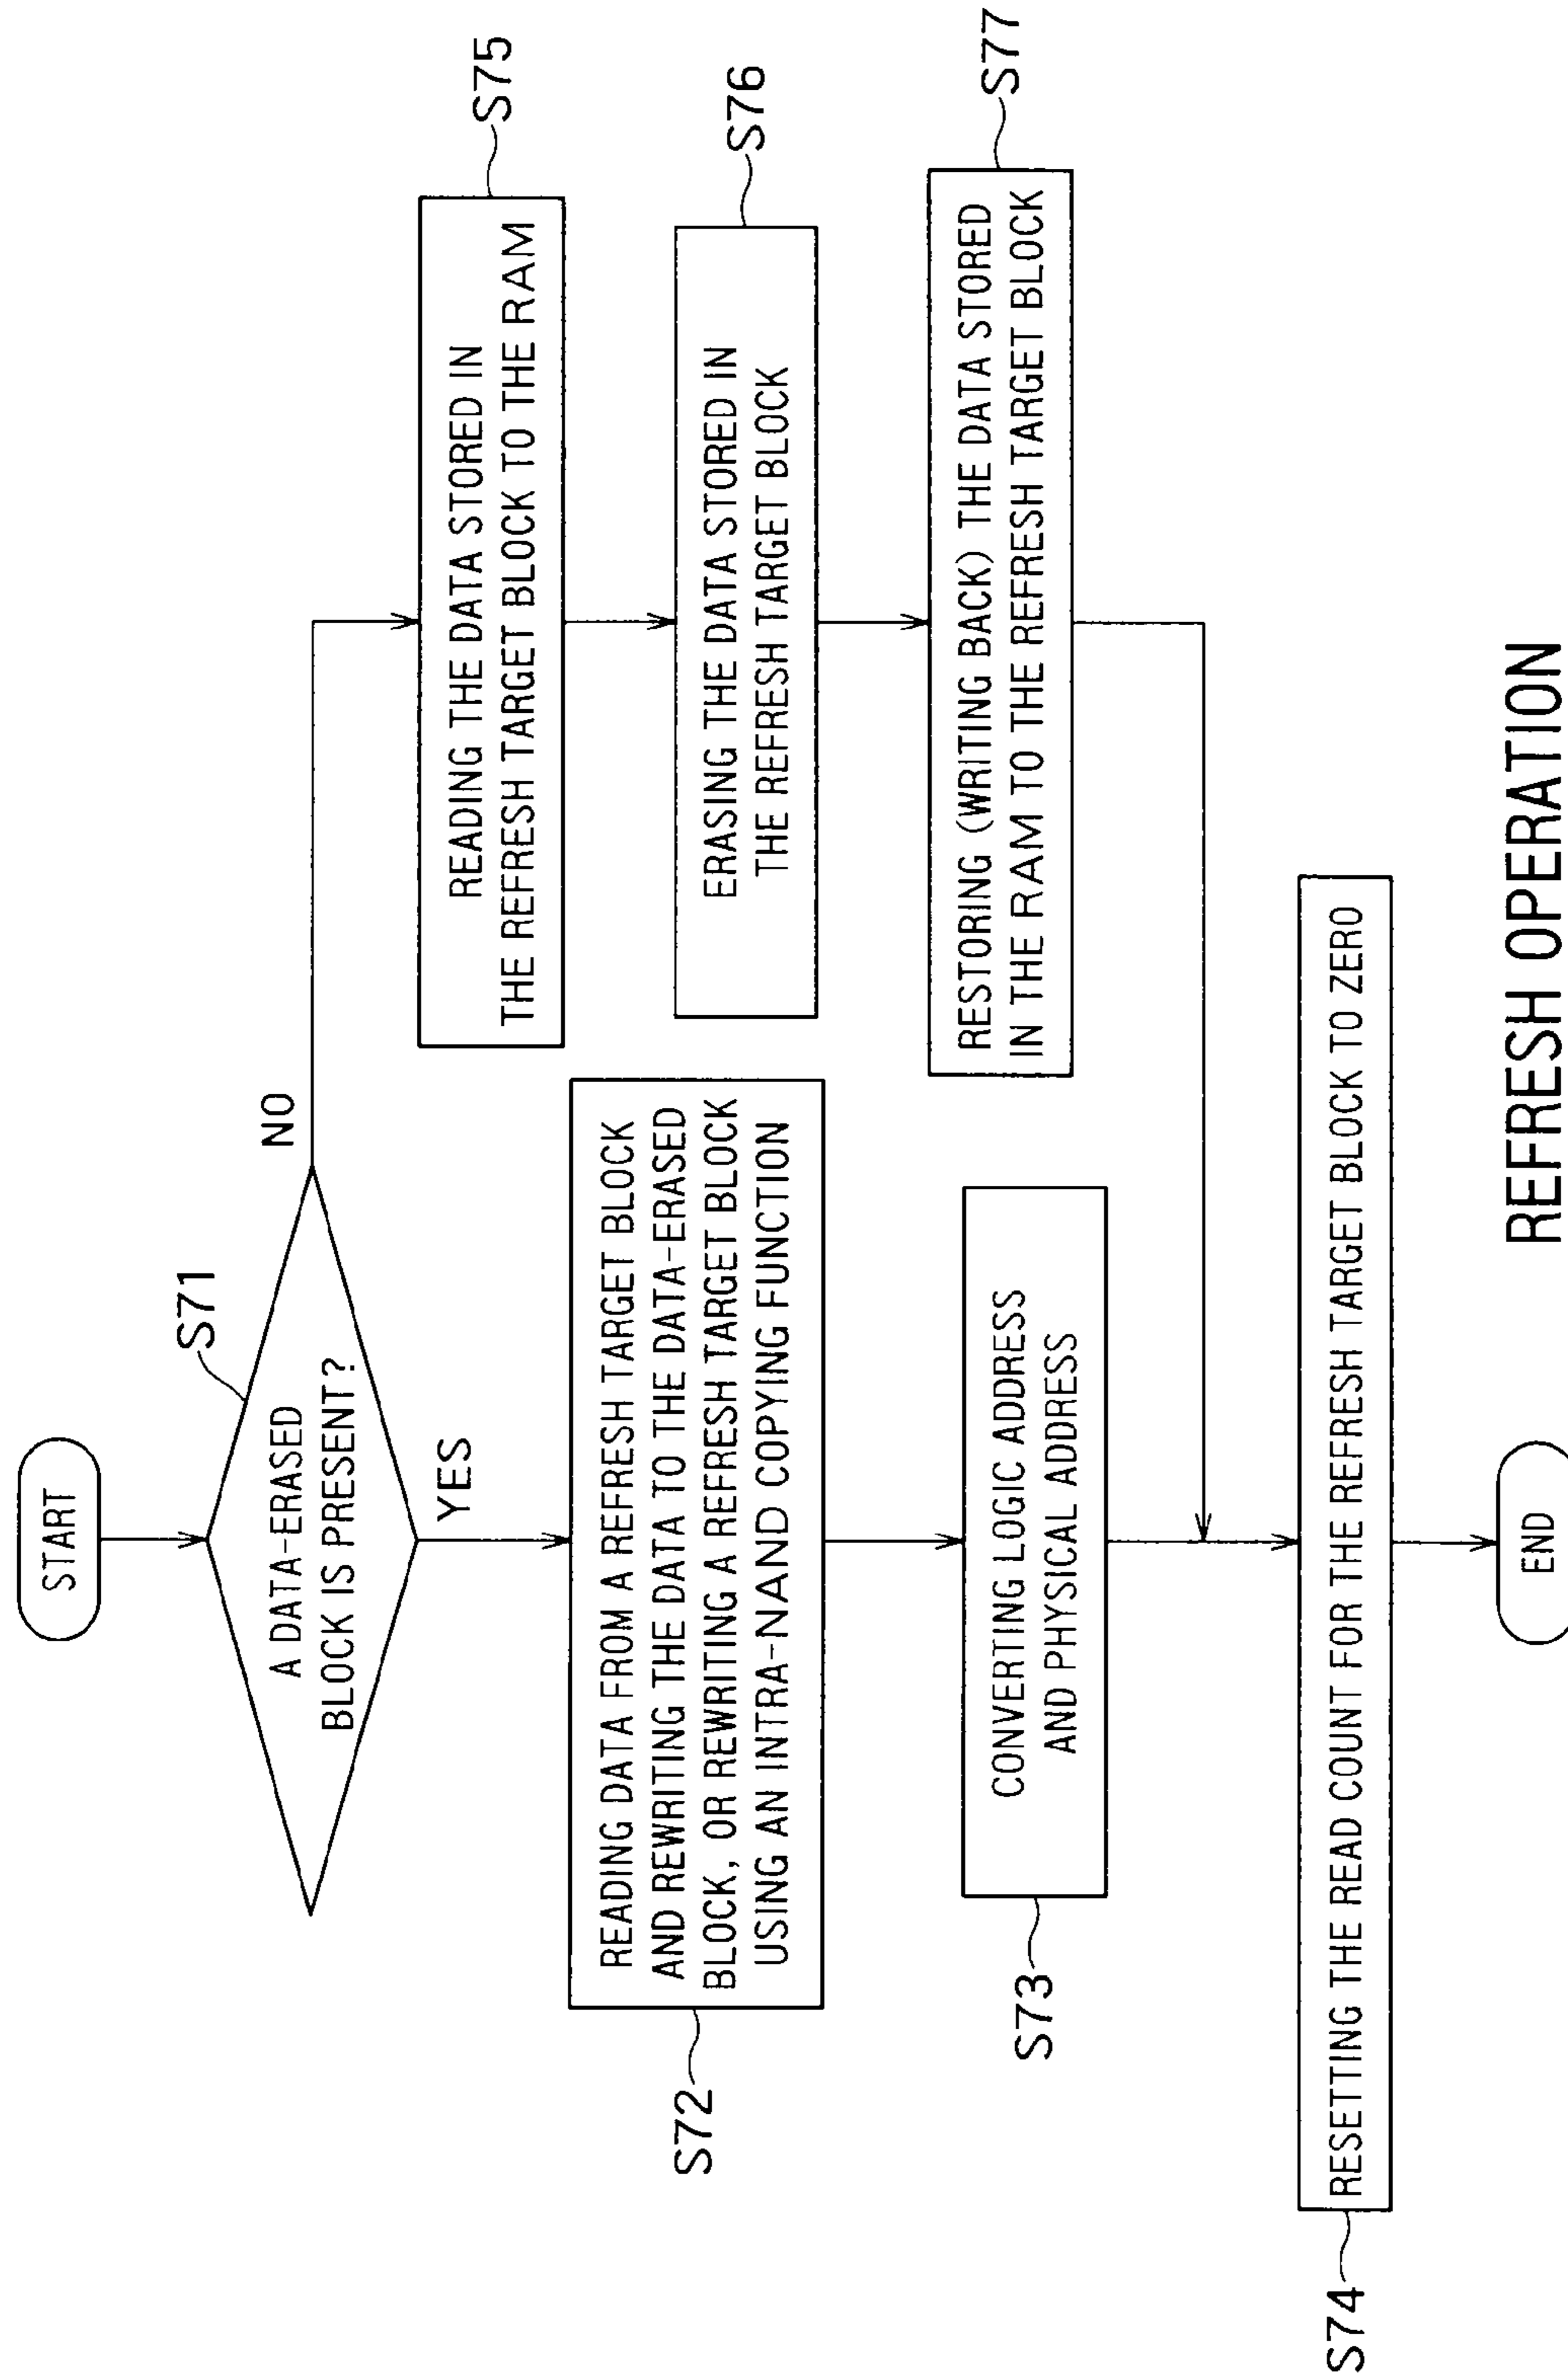 START
S71
A DATA-ERASED
BLOCK IS PRESENT?
NO
YES
S72
READING DATA FROM A REFRESH TARGET BLOCK
AND REWRITING THE DATA TO THE DATA-ERASED
BLOCK, OR REWRITING A REFRESH TARGET BLOCK
USING AN INTRA-NAND COPYING FUNCTION
S73
CONVERTING LOGIC ADDRESS
AND PHYSICAL ADDRESS
S75
READING THE DATA STORED IN
THE REFRESH TARGET BLOCK TO THE RAM
S76
ERASING THE DATA STORED IN
THE REFRESH TARGET BLOCK
S77
RESTORING (WRITING BACK) THE DATA STORED
IN THE RAM TO THE REFRESH TARGET BLOCK
S74
RESETTING THE READ COUNT FOR THE REFRESH TARGET BLOCK TO ZERO
END
REFRESH OPERATION